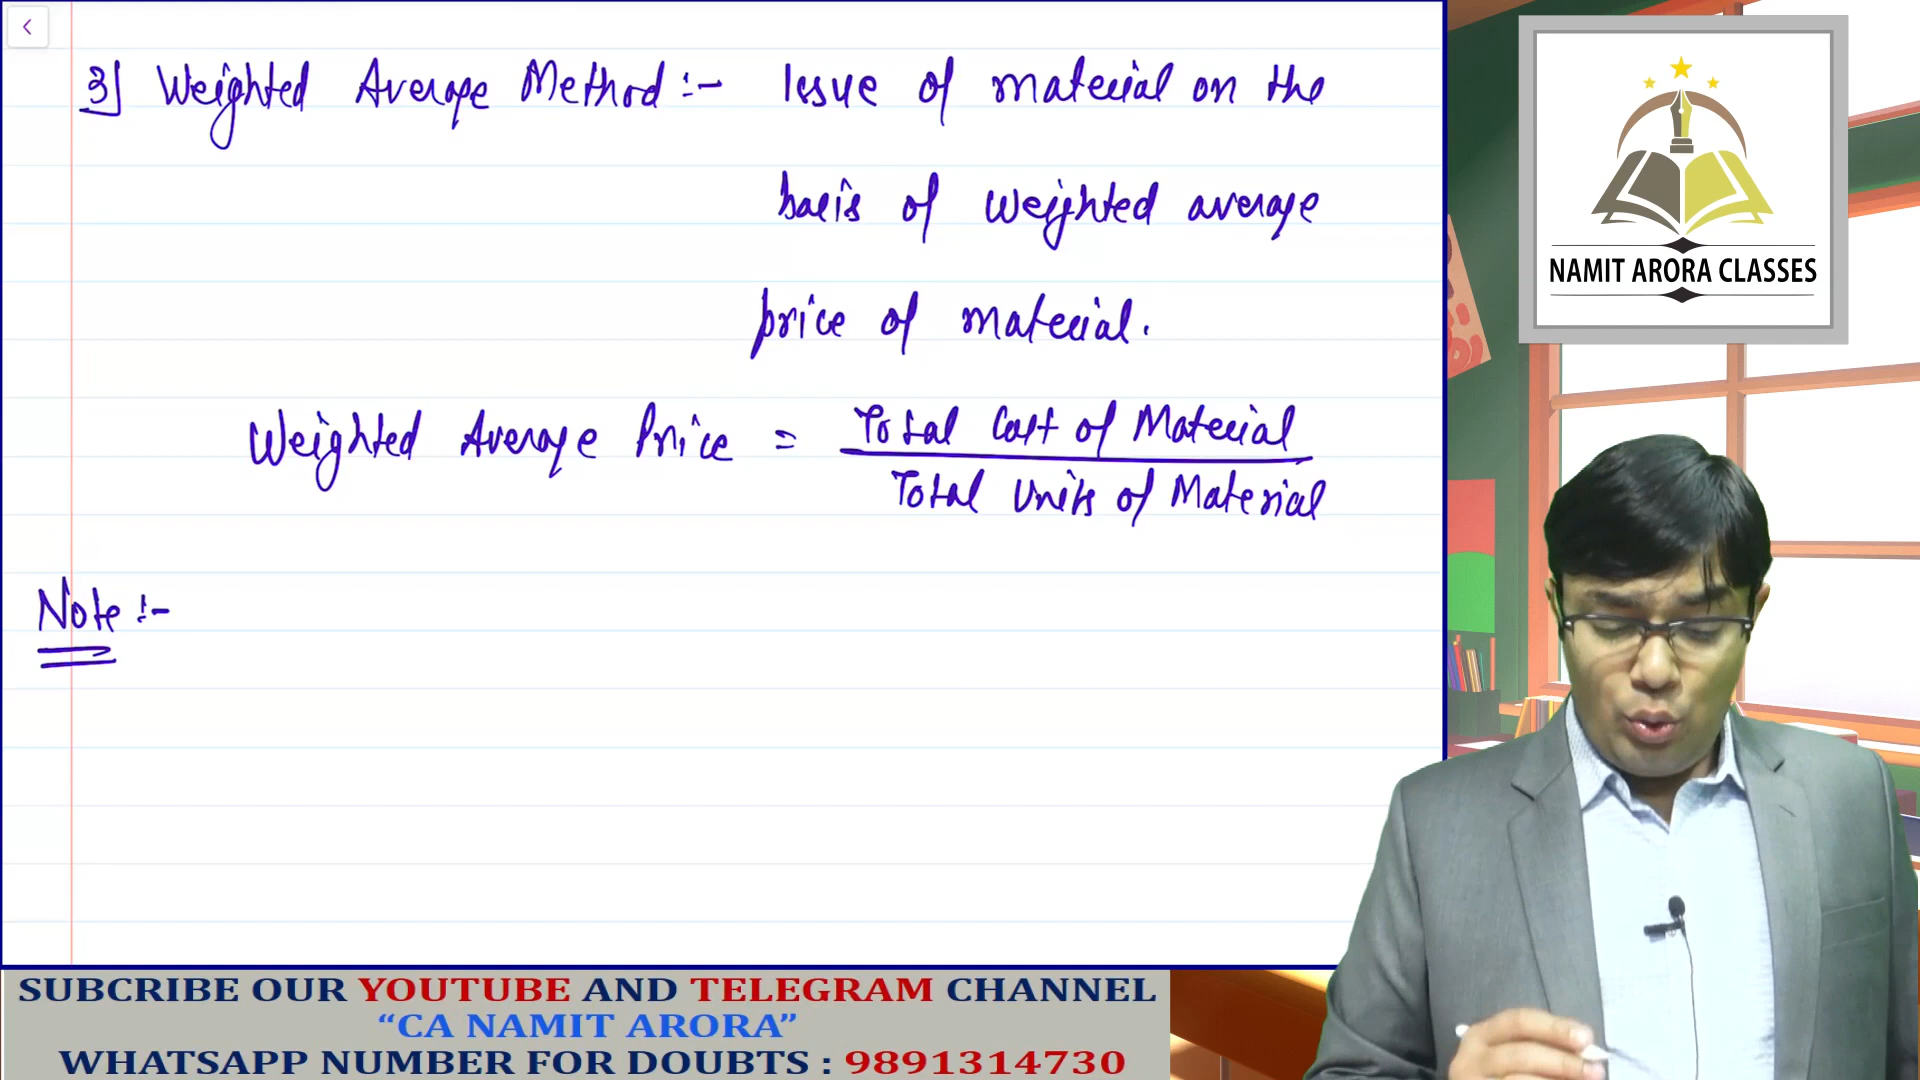 3] Weighted Average Method :- Issue of material on the
basis of weighted average
price of material.
Weighted Average Price = Total Cost of Material
Total Units of Material
Note :-
NAMIT ARORA CLASSES
SUBCRIBE OUR YOUTUBE AND TELEGRAM CHANNEL
“CA NAMIT ARORA”
WHATSAPP NUMBER FOR DOUBTS : 9891314730